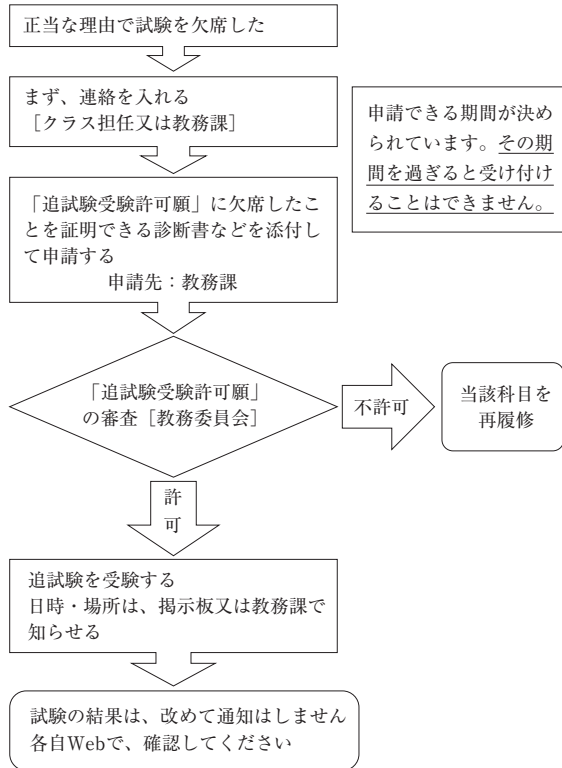 正当な理由で試験を欠席した
まず、連絡を入れる
［クラス担任又は教務課］
申請できる期間が決め
られています。その期
間を過ぎると受け付け
ることはできません。
「追試験受験許可願」に欠席したこ
とを証明できる診断書などを添付し
て申請する
申請先：教務課
「追試験受験許可願」
の審査［教務委員会］
不許可
当該科目を
再履修
許
可
追試験を受験する
日時・場所は、掲示板又は教務課で
知らせる
試験の結果は、改めて通知はしません
各自Webで、確認してください